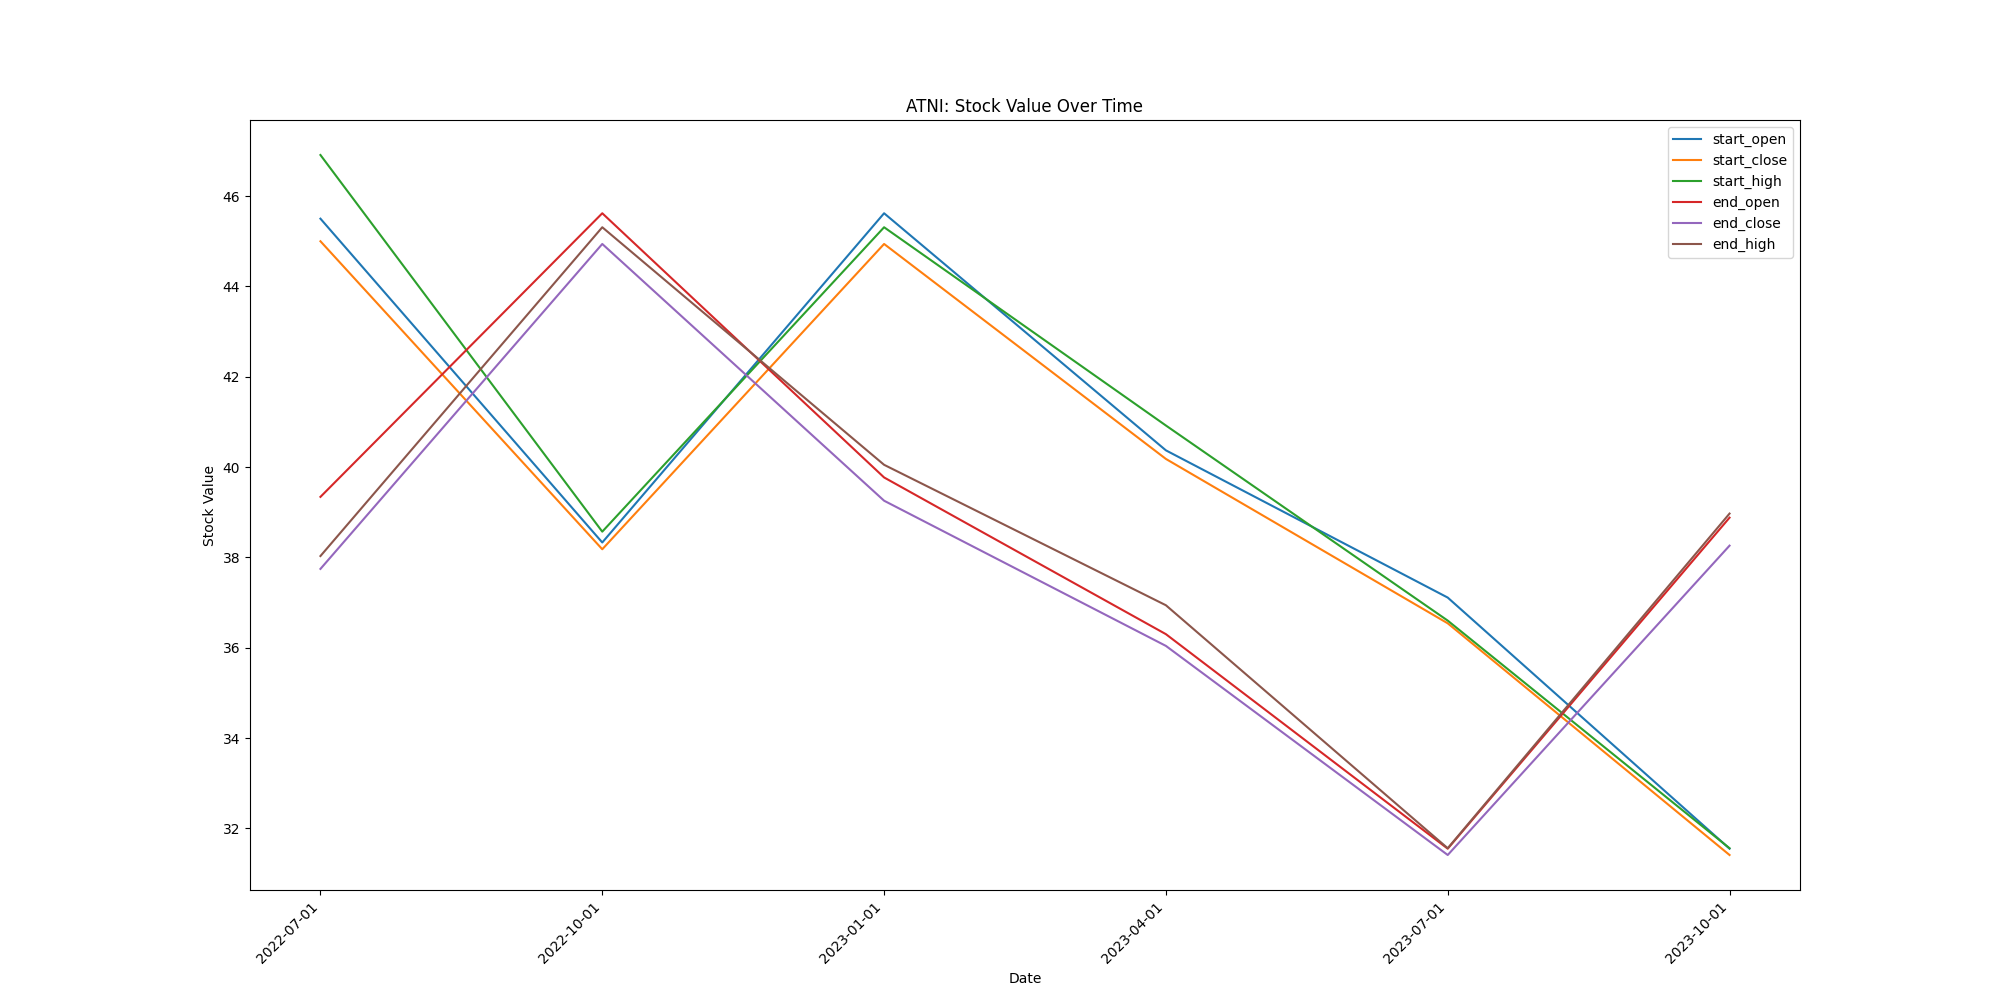 ATNI: Stock Value Over Time
start_open
start_close
start_high
end_open
end_close
end_high
46
44
42
40
38
36
34
32
Stock Value
2022-07-01
2022-10-01
2023-01-01
2023-04-01
2023-07-01
2023-10-01
Date